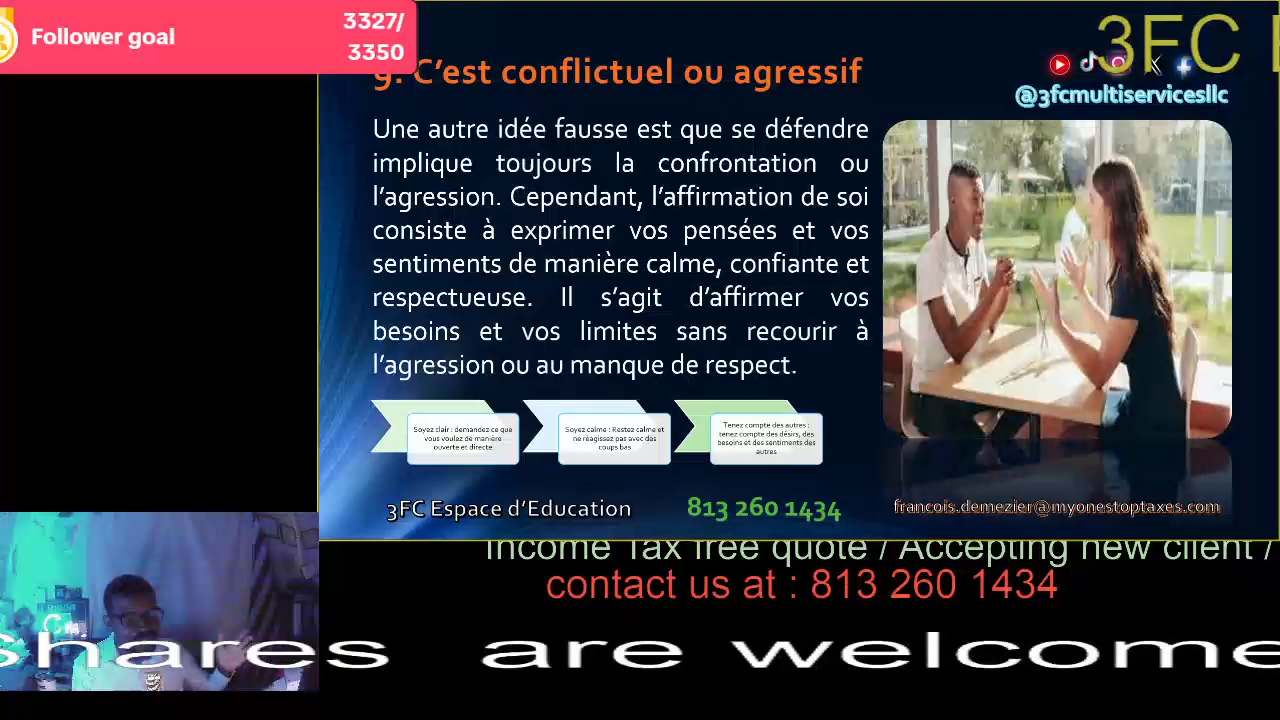 Follower goal
3327/
3350
9. C’est conflictuel ou agressif
3FC
@3fcmultiservicesllc
Une autre idée fausse est que se défendre
implique toujours la confrontation ou
l’agression. Cependant, l’affirmation de soi
consiste à exprimer vos pensées et vos
sentiments de manière calme, confiante et
respectueuse. Il s’agit d’affirmer vos
besoins et vos limites sans recourir à
l’agression ou au manque de respect.
Soyez clair : demandez ce que
vous voulez de manière
ouverte et directe
Soyez calme : Restez calme et
ne réagissez pas avec des
coups bas
Tenez compte des autres :
tenez compte des désirs, des
besoins et des sentiments des
autres
3FC Espace d’Education
813 260 1434
francois.demezier@myonestoptaxes.com
Income Tax free quote / Accepting new client /
contact us at : 813 260 1434
Shares are welcome